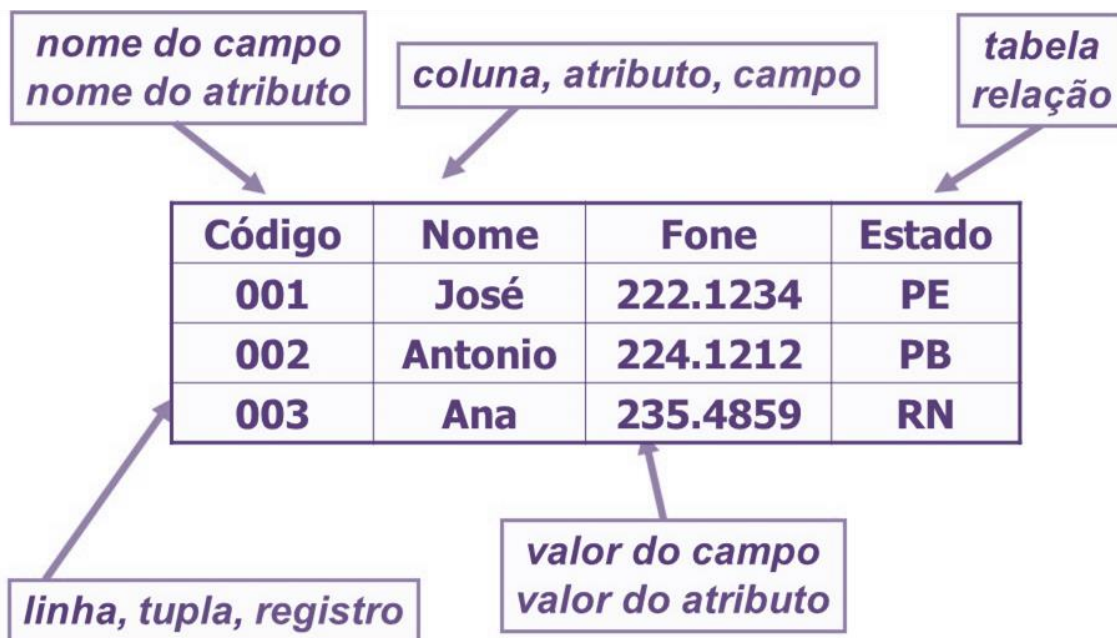 nome do campo
nome do atributo
coluna, atributo, campo
tabela
relação
Código Nome Fone Estado
001 José 222.1234 PE
002 Antonio 224.1212 PB
003 Ana 235.4859 RN
valor do campo
valor do atributo
linha, tupla, registro